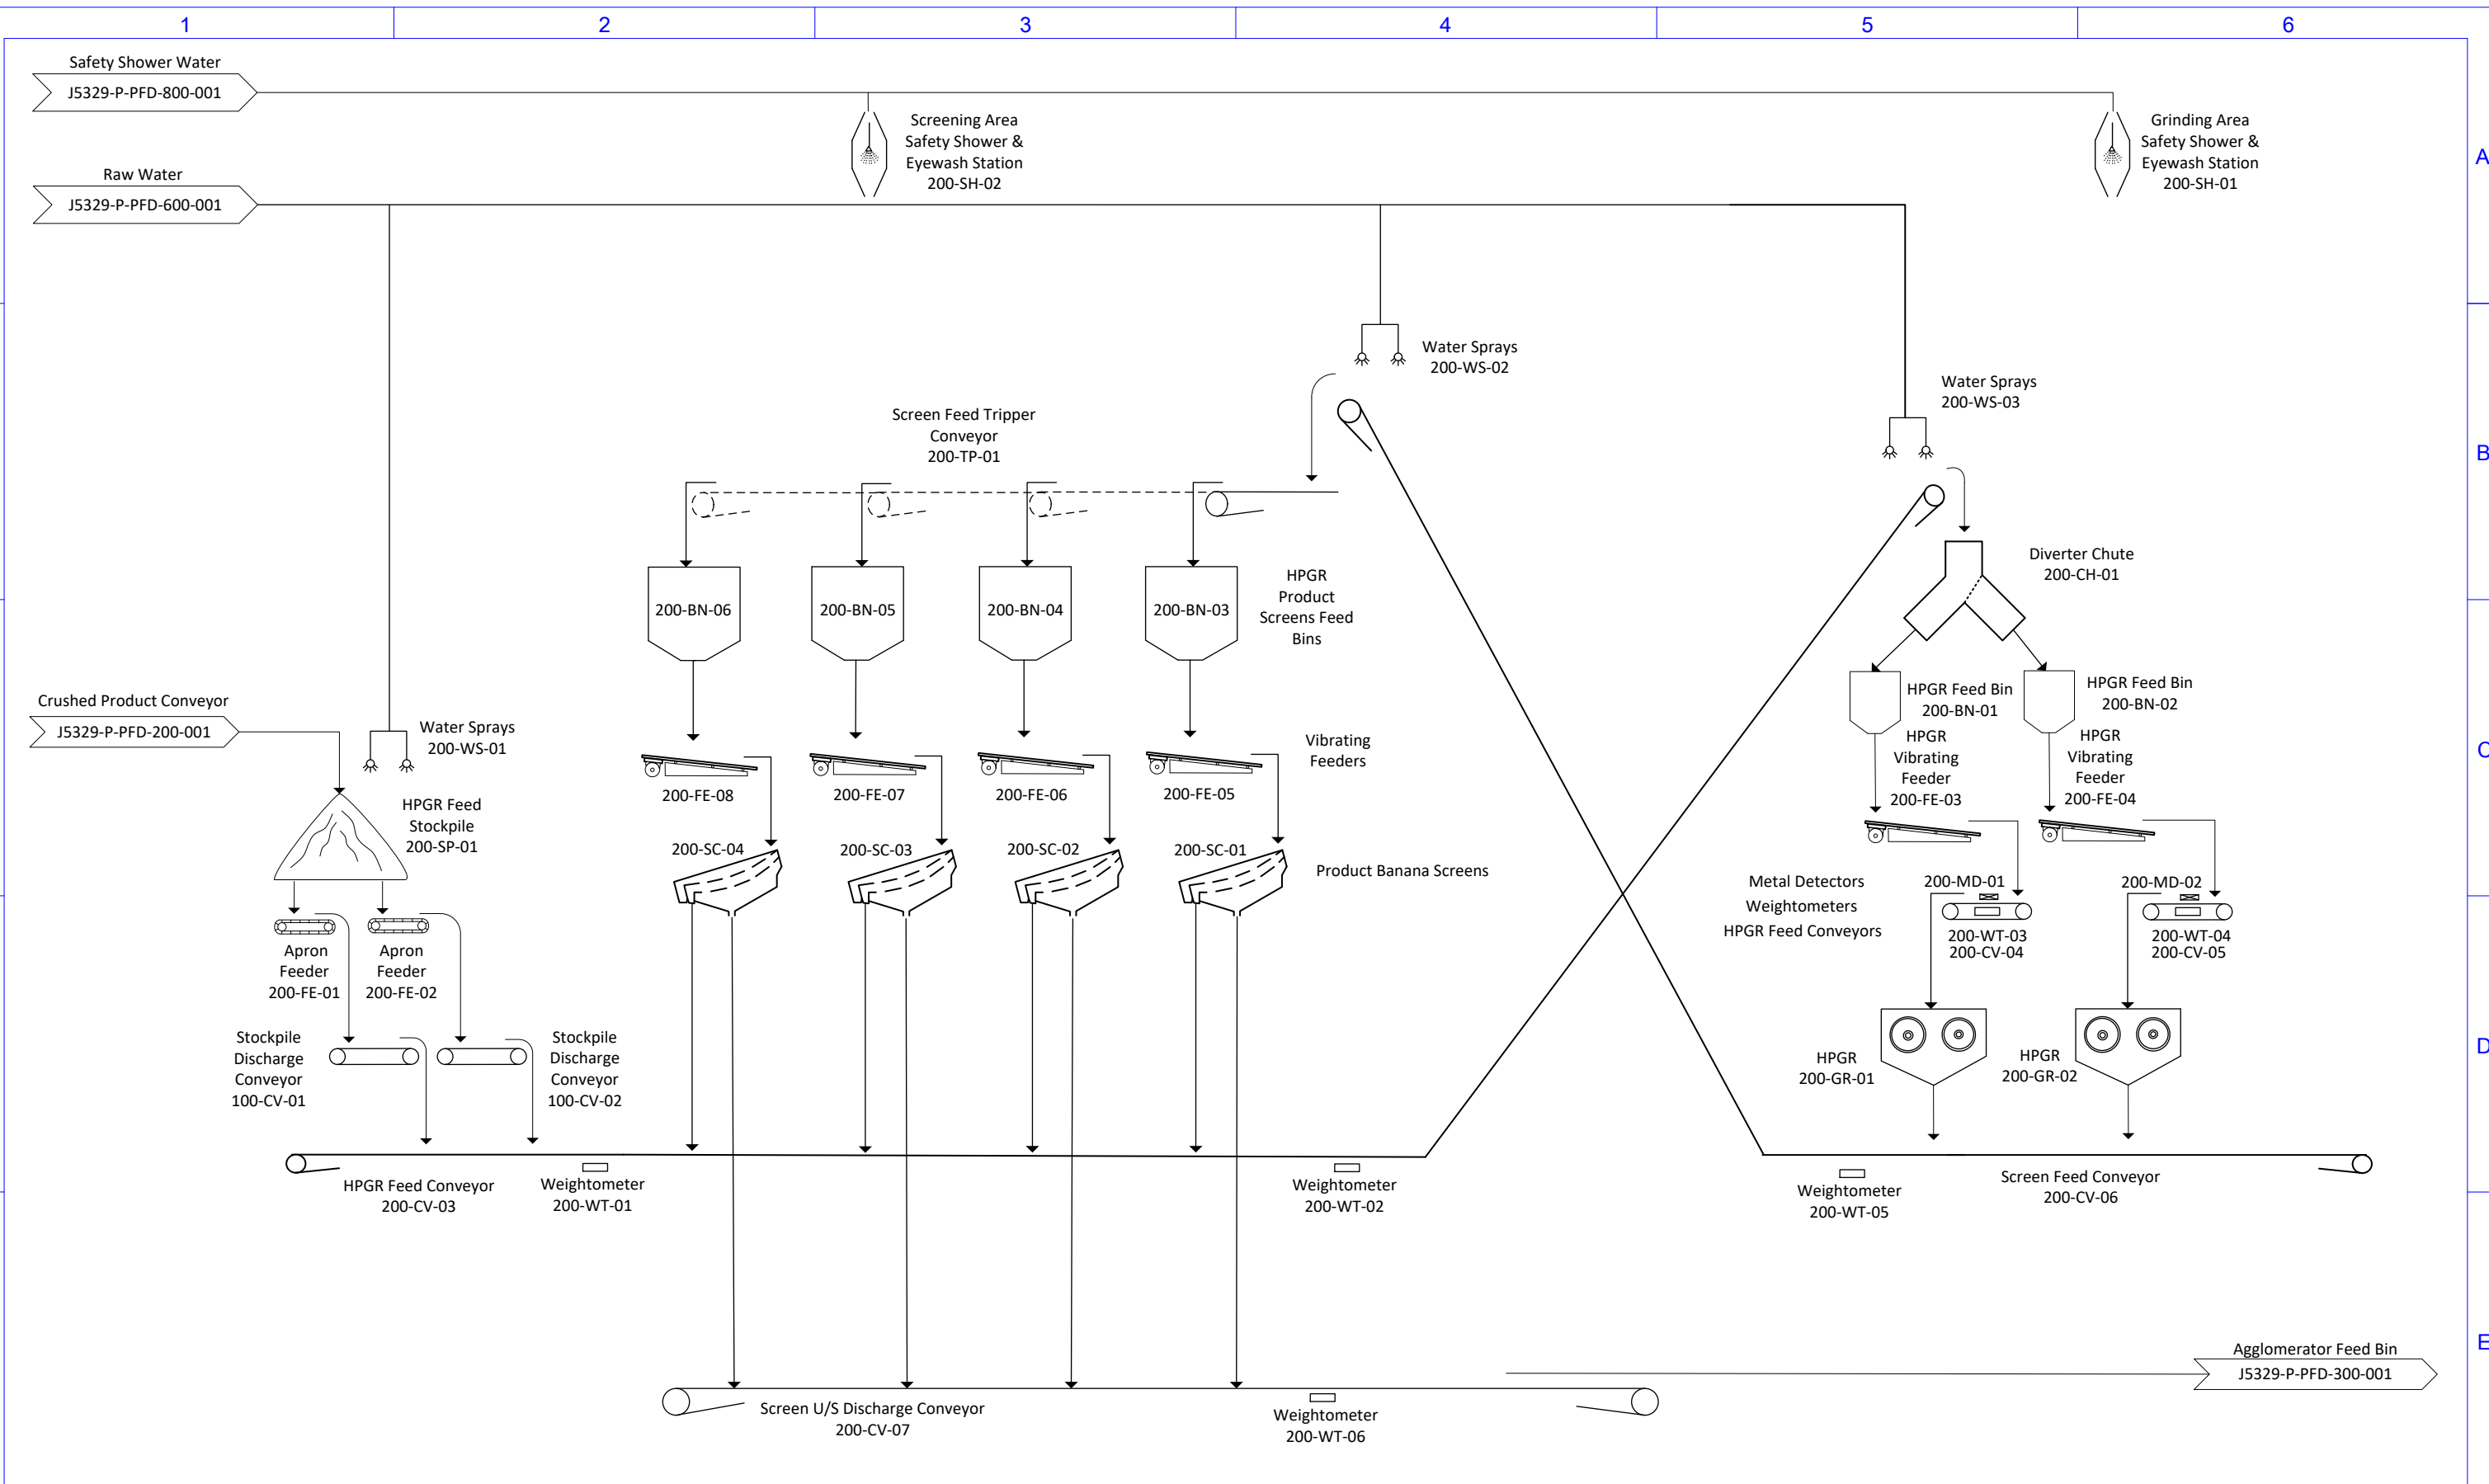 1
2
3
4
5
6
Safety Shower Water
J5329-P-PFD-800-001
Screening Area
Safety Shower &
Eyewash Station
200-SH-02
Grinding Area
Safety Shower &
Eyewash Station
200-SH-01
A
Raw Water
J5329-P-PFD-600-001
Water Sprays
200-WS-02
Water Sprays
200-WS-03
Screen Feed Tripper
Conveyor
200-TP-01
B
Diverter Chute
200-CH-01
200-BN-06
200-BN-05
200-BN-04
200-BN-03
HPGR
Product
Screens Feed
Bins
HPGR Feed Bin
200-BN-01
HPGR Feed Bin
200-BN-02
Crushed Product Conveyor
J5329-P-PFD-200-001
Water Sprays
200-WS-01
Vibrating
Feeders
HPGR
Vibrating
Feeder
200-FE-03
HPGR
Vibrating
Feeder
200-FE-04
C
200-FE-08
200-FE-07
200-FE-06
200-FE-05
HPGR Feed
Stockpile
200-SP-01
200-SC-04
200-SC-03
200-SC-02
200-SC-01
Product Banana Screens
Metal Detectors
Weightometers
HPGR Feed Conveyors
200-MD-01
200-MD-02
200-WT-03
200-CV-04
200-WT-04
200-CV-05
Apron
Feeder
200-FE-01
Apron
Feeder
200-FE-02
Stockpile
Discharge
Conveyor
100-CV-01
Stockpile
Discharge
Conveyor
100-CV-02
HPGR
200-GR-01
HPGR
200-GR-02
D
HPGR Feed Conveyor
200-CV-03
Weightometer
200-WT-01
Weightometer
200-WT-02
Weightometer
200-WT-05
Screen Feed Conveyor
200-CV-06
Agglomerator Feed Bin
J5329-P-PFD-300-001
E
Screen U/S Discharge Conveyor
200-CV-07
Weightometer
200-WT-06